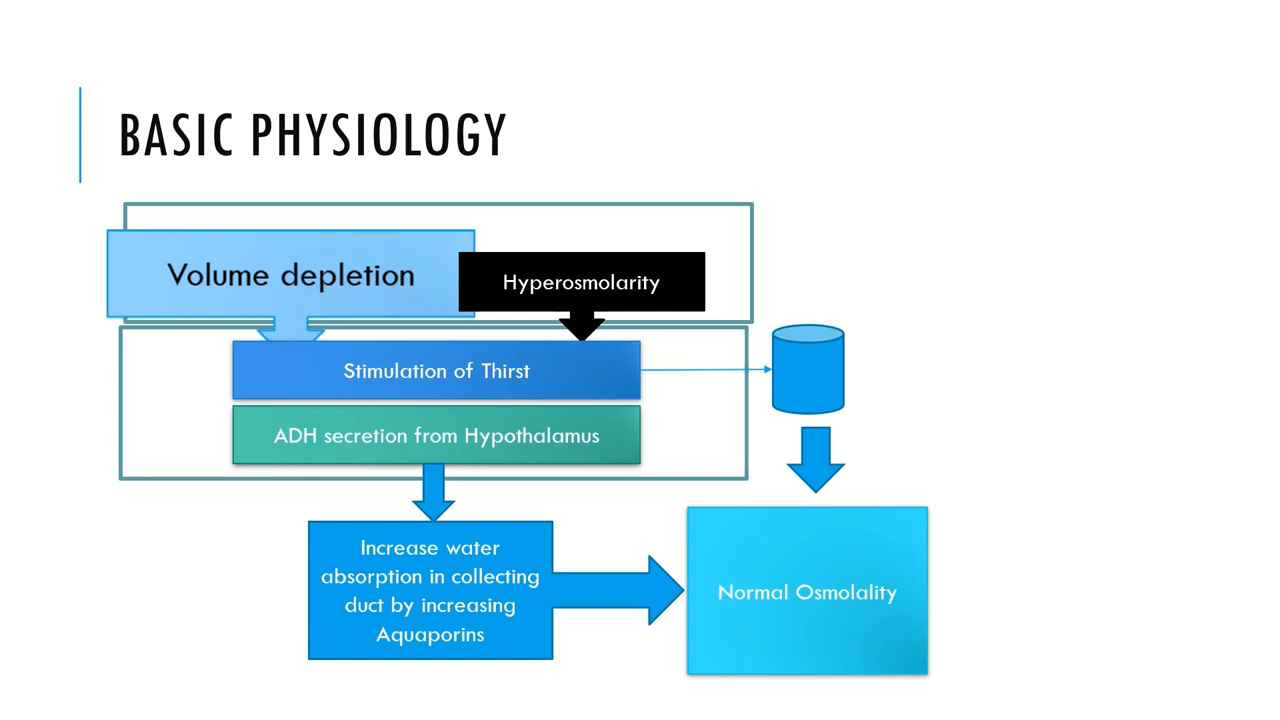 BASIC PHYSIOLOGY
Volume depletion
Hyperosmolarity
Stimulation of Thirst
ADH secretion from Hypothalamus
Increase water
absorption in collecting
duct by increasing
Aquaporins
Normal Osmolality